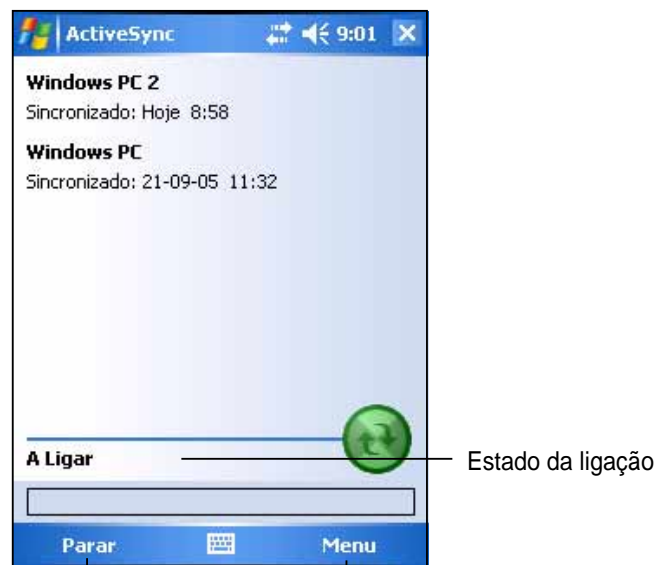 ActiveSync 9:01
Windows PC 2
Sincronizado: Hoje 8:58
Windows PC
Sincronizado: 21-09-05 11:32
A Ligar
Estado da ligação
Parar Menu